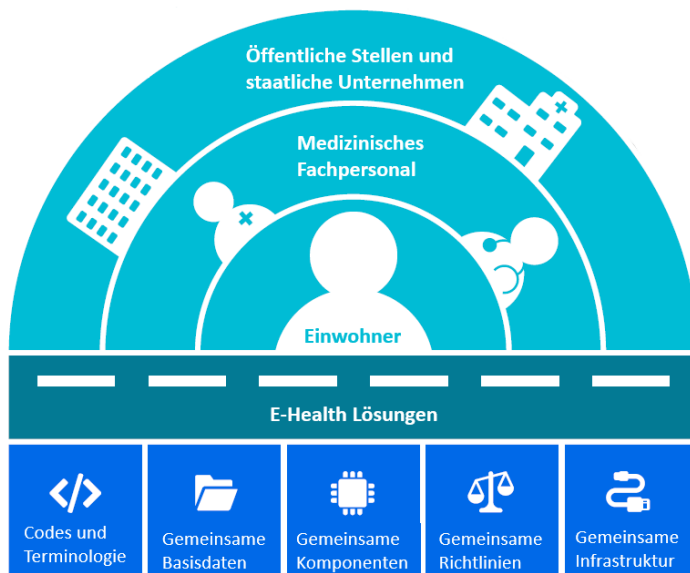 Öffentliche Stellen und
staatliche Unternehmen
Medizinisches
Fachpersonal
Einwohner
E-Health Lösungen
Codes und
Terminologie
Gemeinsame
Basisdaten
Gemeinsame
Komponenten
Gemeinsame
Richtlinien
Gemeinsame
Infrastruktur